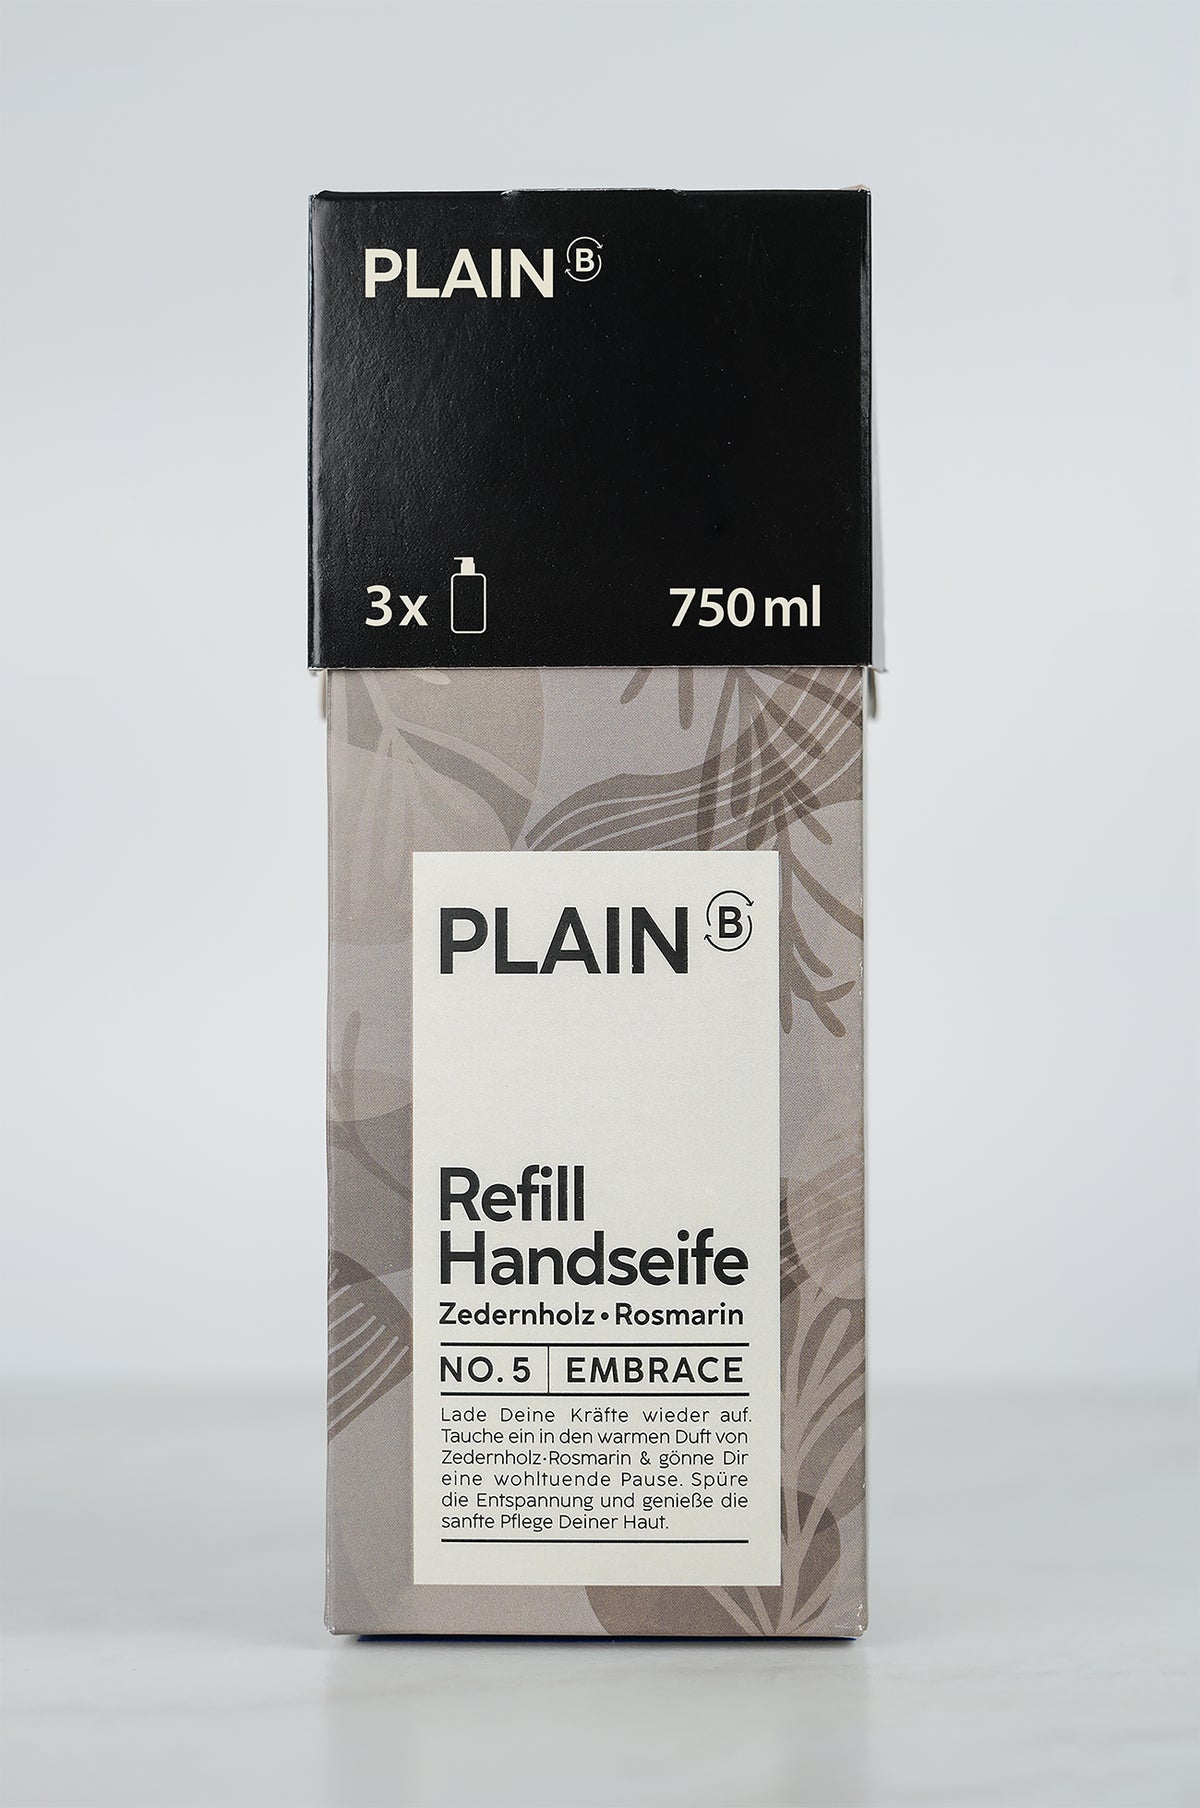 PLAIN B
3x 750 ml
PLAIN B
Refill
Handseife
Zedernholz • Rosmarin
NO. 5 EMBRACE
Lade Deine Kräfte wieder auf.
Tauche ein in den warmen Duft von
Zedernholz•Rosmarin & gönne Dir
eine wohltuende Pause. Spüre
die Entspannung und genieße die
sanfte Pflege Deiner Haut.